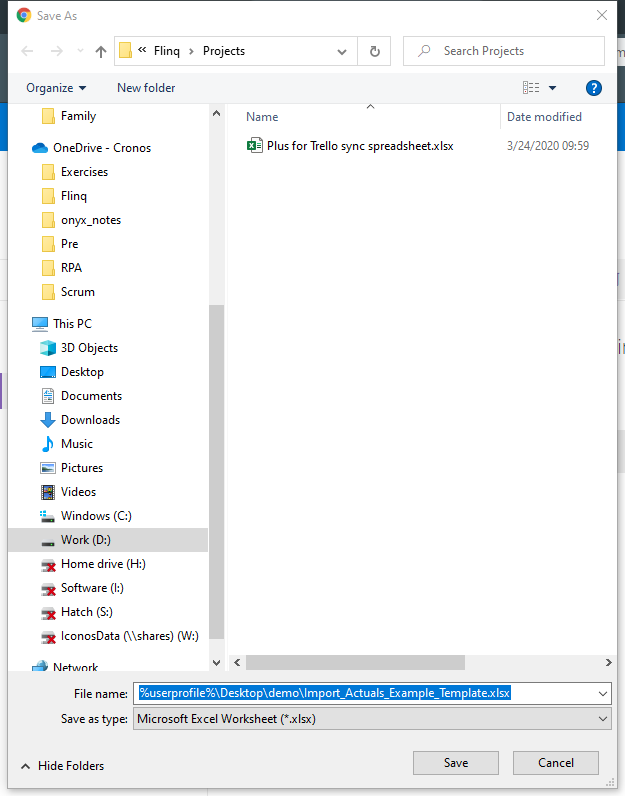 Save As
« Flinq › Projects
Search Projects
Organize
New folder
?
Name
Date modified
Plus for Trello sync spreadsheet.xlsx
3/24/2020 09:59
Family
OneDrive - Cronos
Exercises
Flinq
onyx_notes
Pre
RPA
Scrum
This PC
3D Objects
Desktop
Documents
Downloads
Music
Pictures
Videos
Windows (C:)
Work (D:)
Home drive (H:)
Software (I:)
Hatch (S:)
IconosData (\\shares) (W:)
Network
File name: %userprofile%\Desktop\demo\Import_Actuals_Example_Template.xlsx
Save as type: Microsoft Excel Worksheet (*.xlsx)
Hide Folders
Save
Cancel